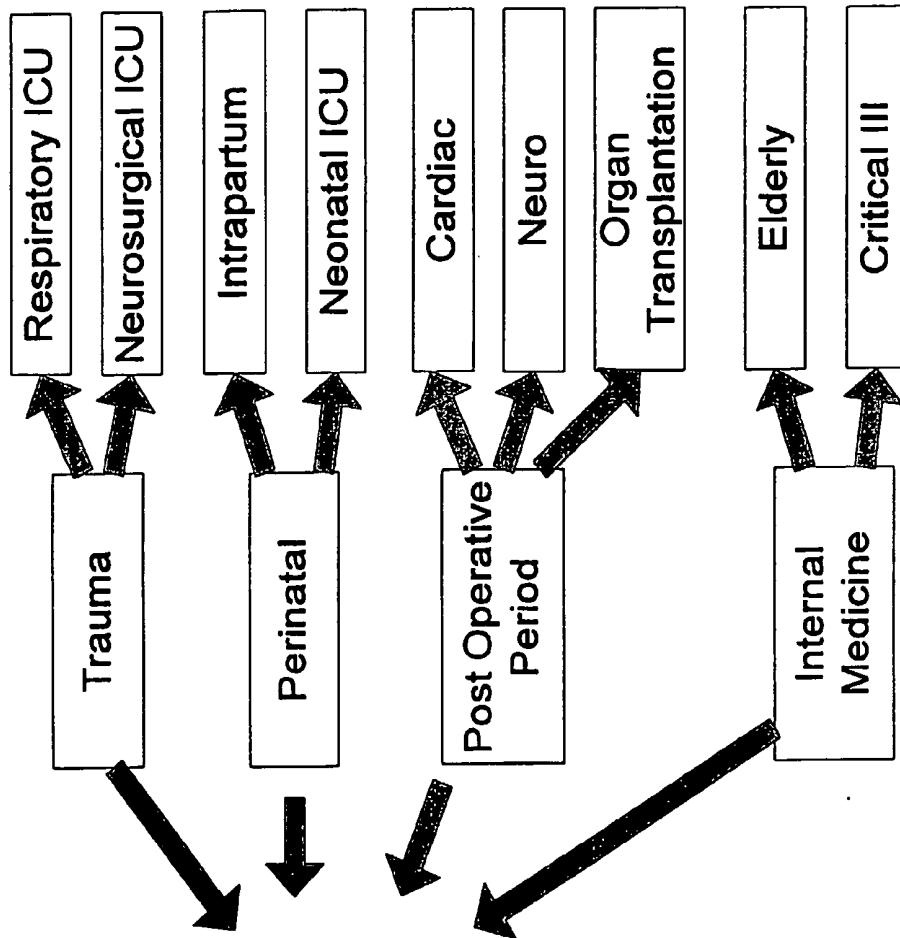 Respiratory ICU
Neurosurgical ICU
Intrapartum
Neonatal ICU
Cardiac
Neuro
Organ
Transplantation
Elderly
Critical III
Trauma
Perinatal
Post Operative
Period
Internal
Medicine